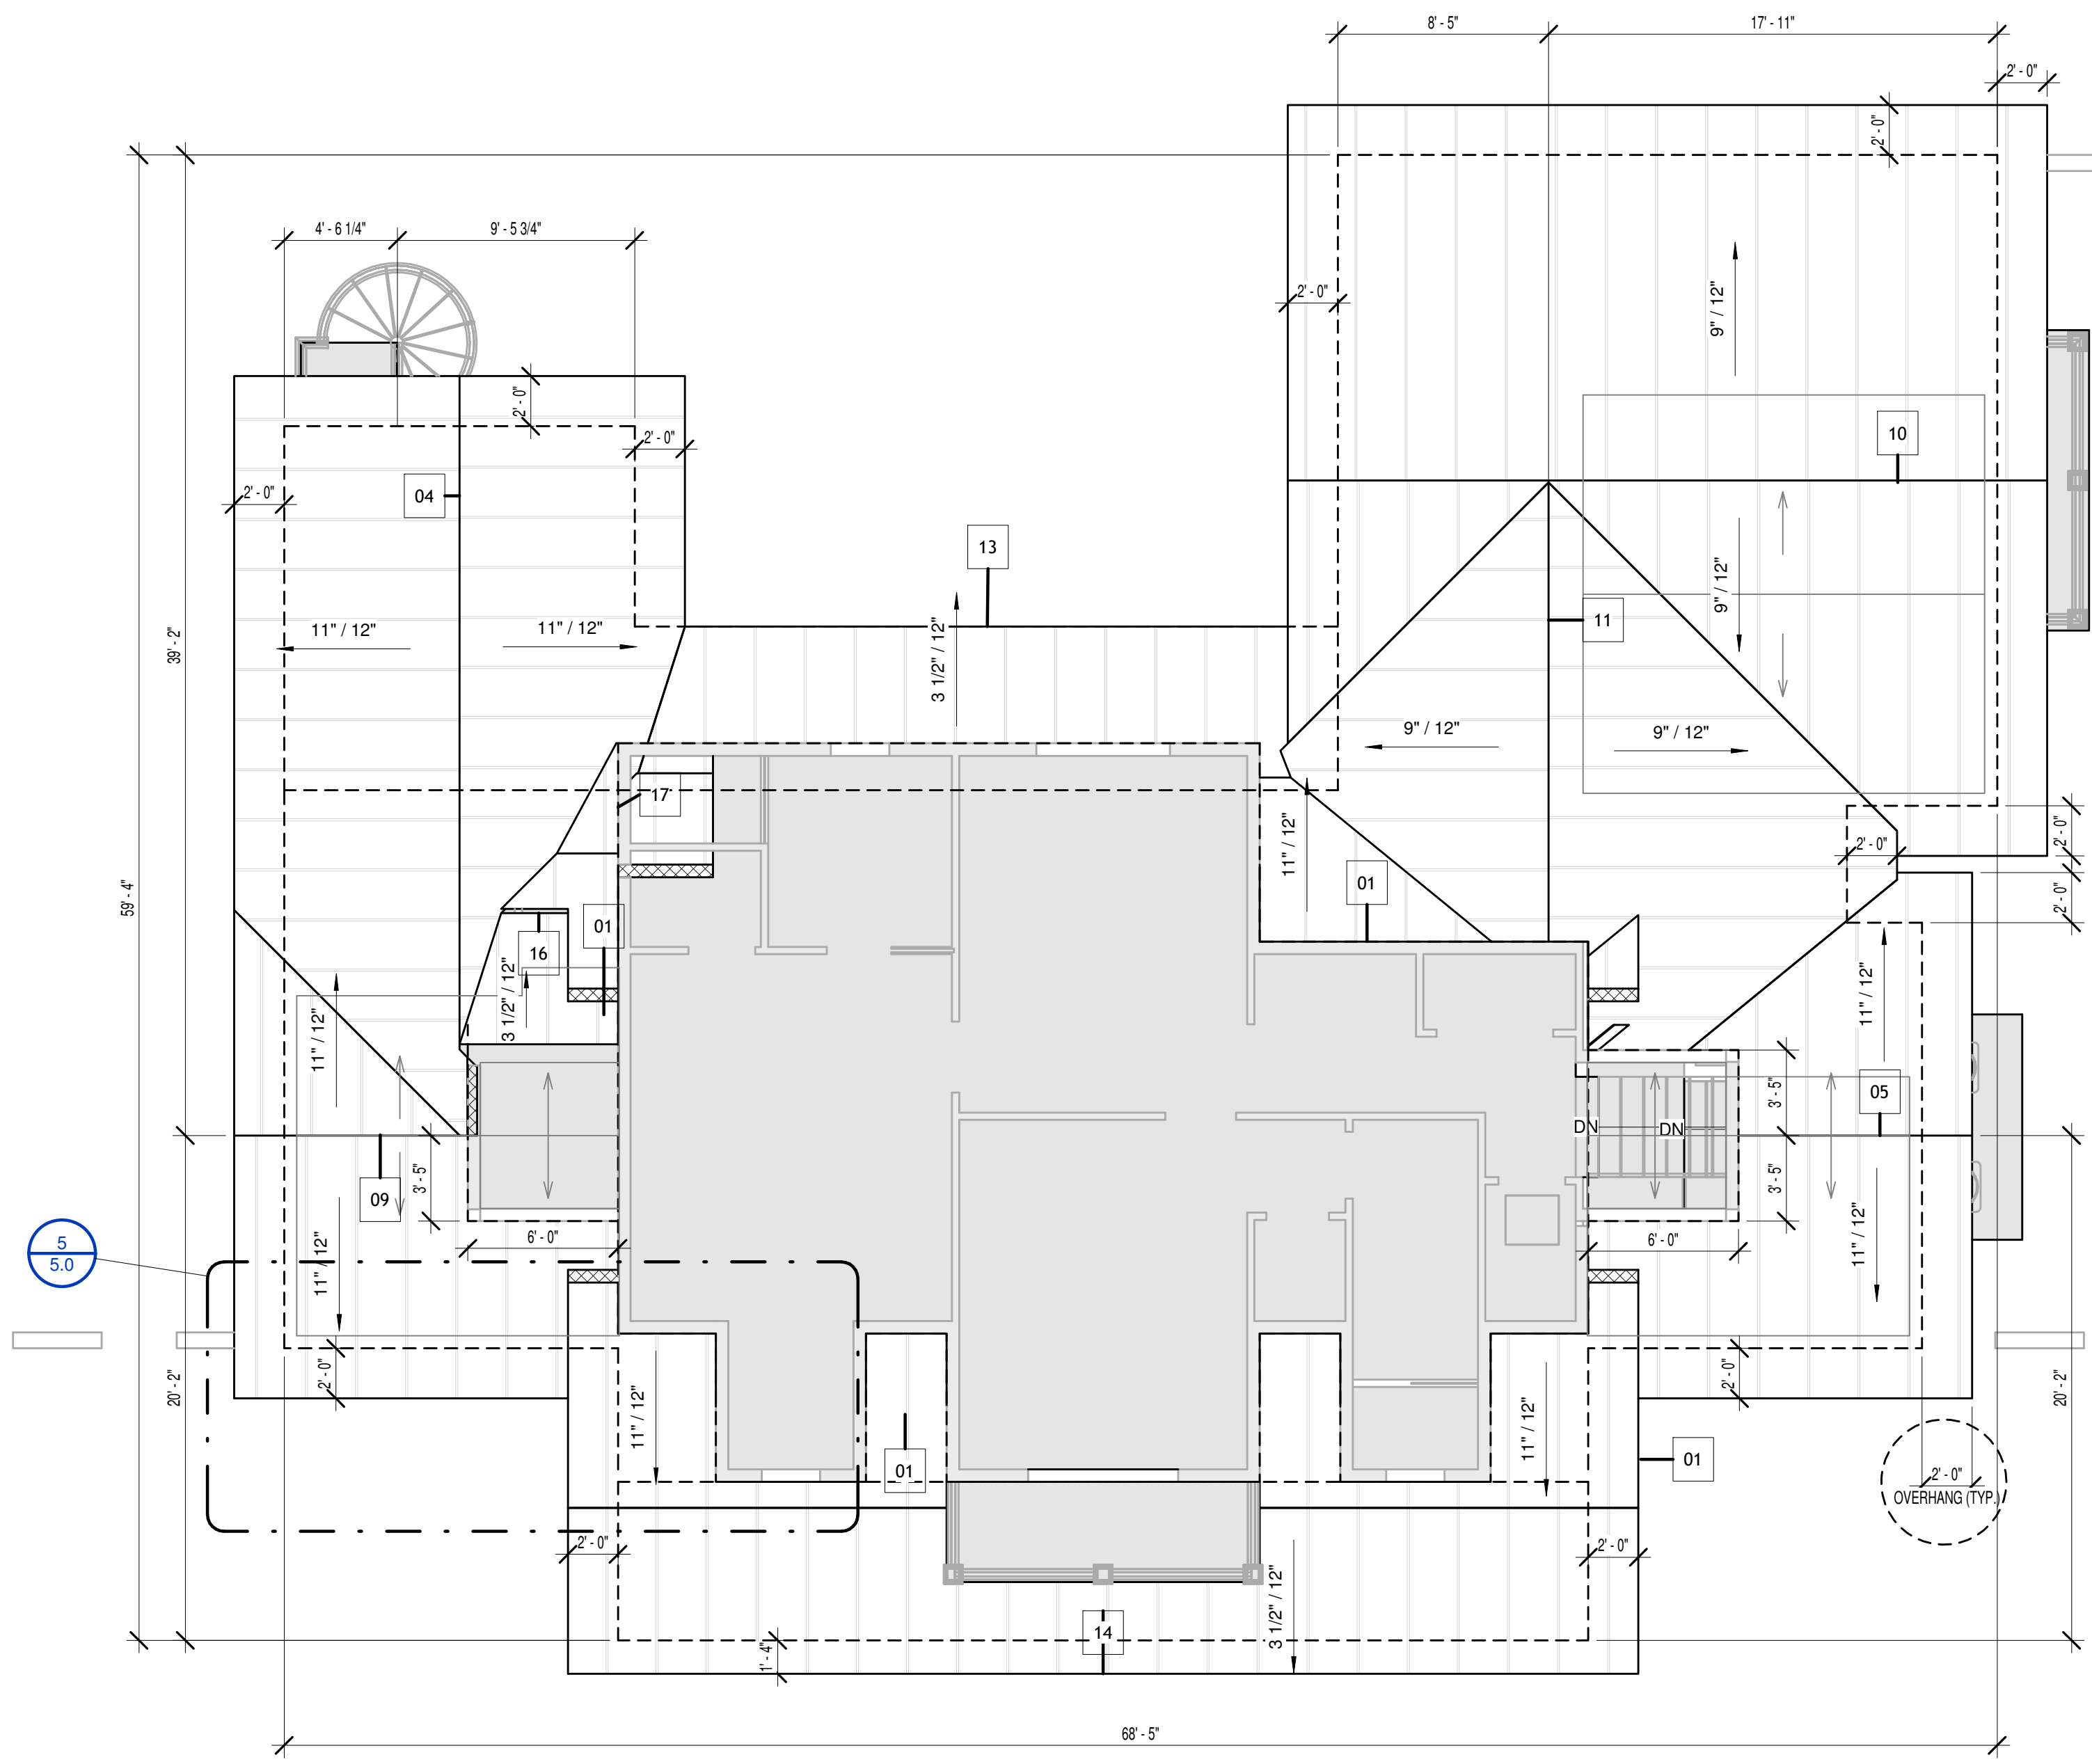 8' - 5"
17' - 11"
2' - 0"
2' - 0"
4' - 6 1/4"
9' - 5 3/4"
2' - 0"
9" / 12"
2' - 0"
2' - 0"
10
2' - 0"
04
13
9" / 12"
11
11" / 12"
11" / 12"
3 1/2" / 12"
39' - 2"
9" / 12"
9" / 12"
17
2' - 0"
2' - 0"
11" / 12"
01
2' - 0"
59' - 4"
01
16
3 1/2" / 12"
11" / 12"
11" / 12"
3' - 5"
05
DN
DN
3' - 5"
3' - 5"
09
6' - 0"
6' - 0"
5
5.0
11" / 12"
11" / 12"
2' - 0"
2' - 0"
20' - 2"
20' - 2"
11" / 12"
11" / 12"
01
01
2' - 0"
OVERHANG (TYP.)
2' - 0"
2' - 0"
3 1/2" / 12"
14
1' - 4"
68' - 5"